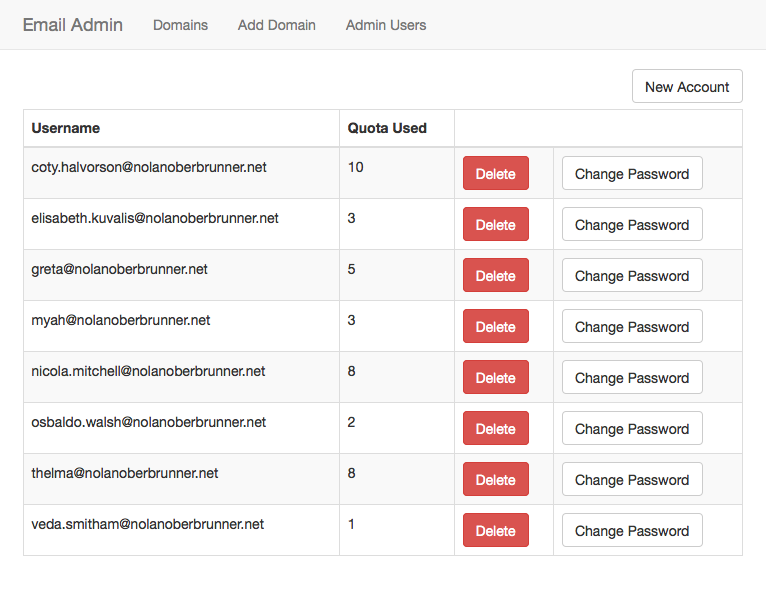 Email Admin Domains Add Domain Admin Users
New Account
Username Quota Used
coty.halvorson@nolanoberbrunner.net 10 Delete Change Password
elisabeth.kuvalis@nolanoberbrunner.net 3 Delete Change Password
greta@nolanoberbrunner.net 5 Delete Change Password
myah@nolanoberbrunner.net 3 Delete Change Password
nicola.mitchell@nolanoberbrunner.net 8 Delete Change Password
osbaldo.walsh@nolanoberbrunner.net 2 Delete Change Password
thelma@nolanoberbrunner.net 8 Delete Change Password
veda.smitham@nolanoberbrunner.net 1 Delete Change Password